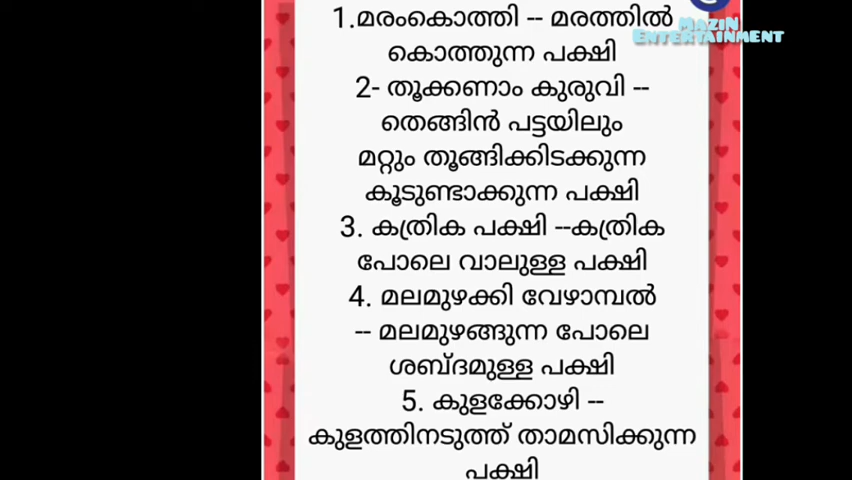 1.മരംകൊത്തി -- മരത്തിൽ
കൊത്തുന്ന പക്ഷി
2- തൂക്കണാം കുരുവി --
തെങ്ങിൻ പട്ടയിലും
മറ്റും തൂങ്ങിക്കിടക്കുന്ന
കൂടുണ്ടാക്കുന്ന പക്ഷി
3. കത്രിക പക്ഷി --കത്രിക
പോലെ വാലുള്ള പക്ഷി
4. മലമുഴക്കി വേഴാമ്പൽ
-- മലമുഴങ്ങുന്ന പോലെ
ശബ്ദമുള്ള പക്ഷി
5. കുളക്കോഴി --
കുളത്തിനടുത്ത് താമസിക്കുന്ന
പക്ഷി
MAZIN
ENTERTAINMENT